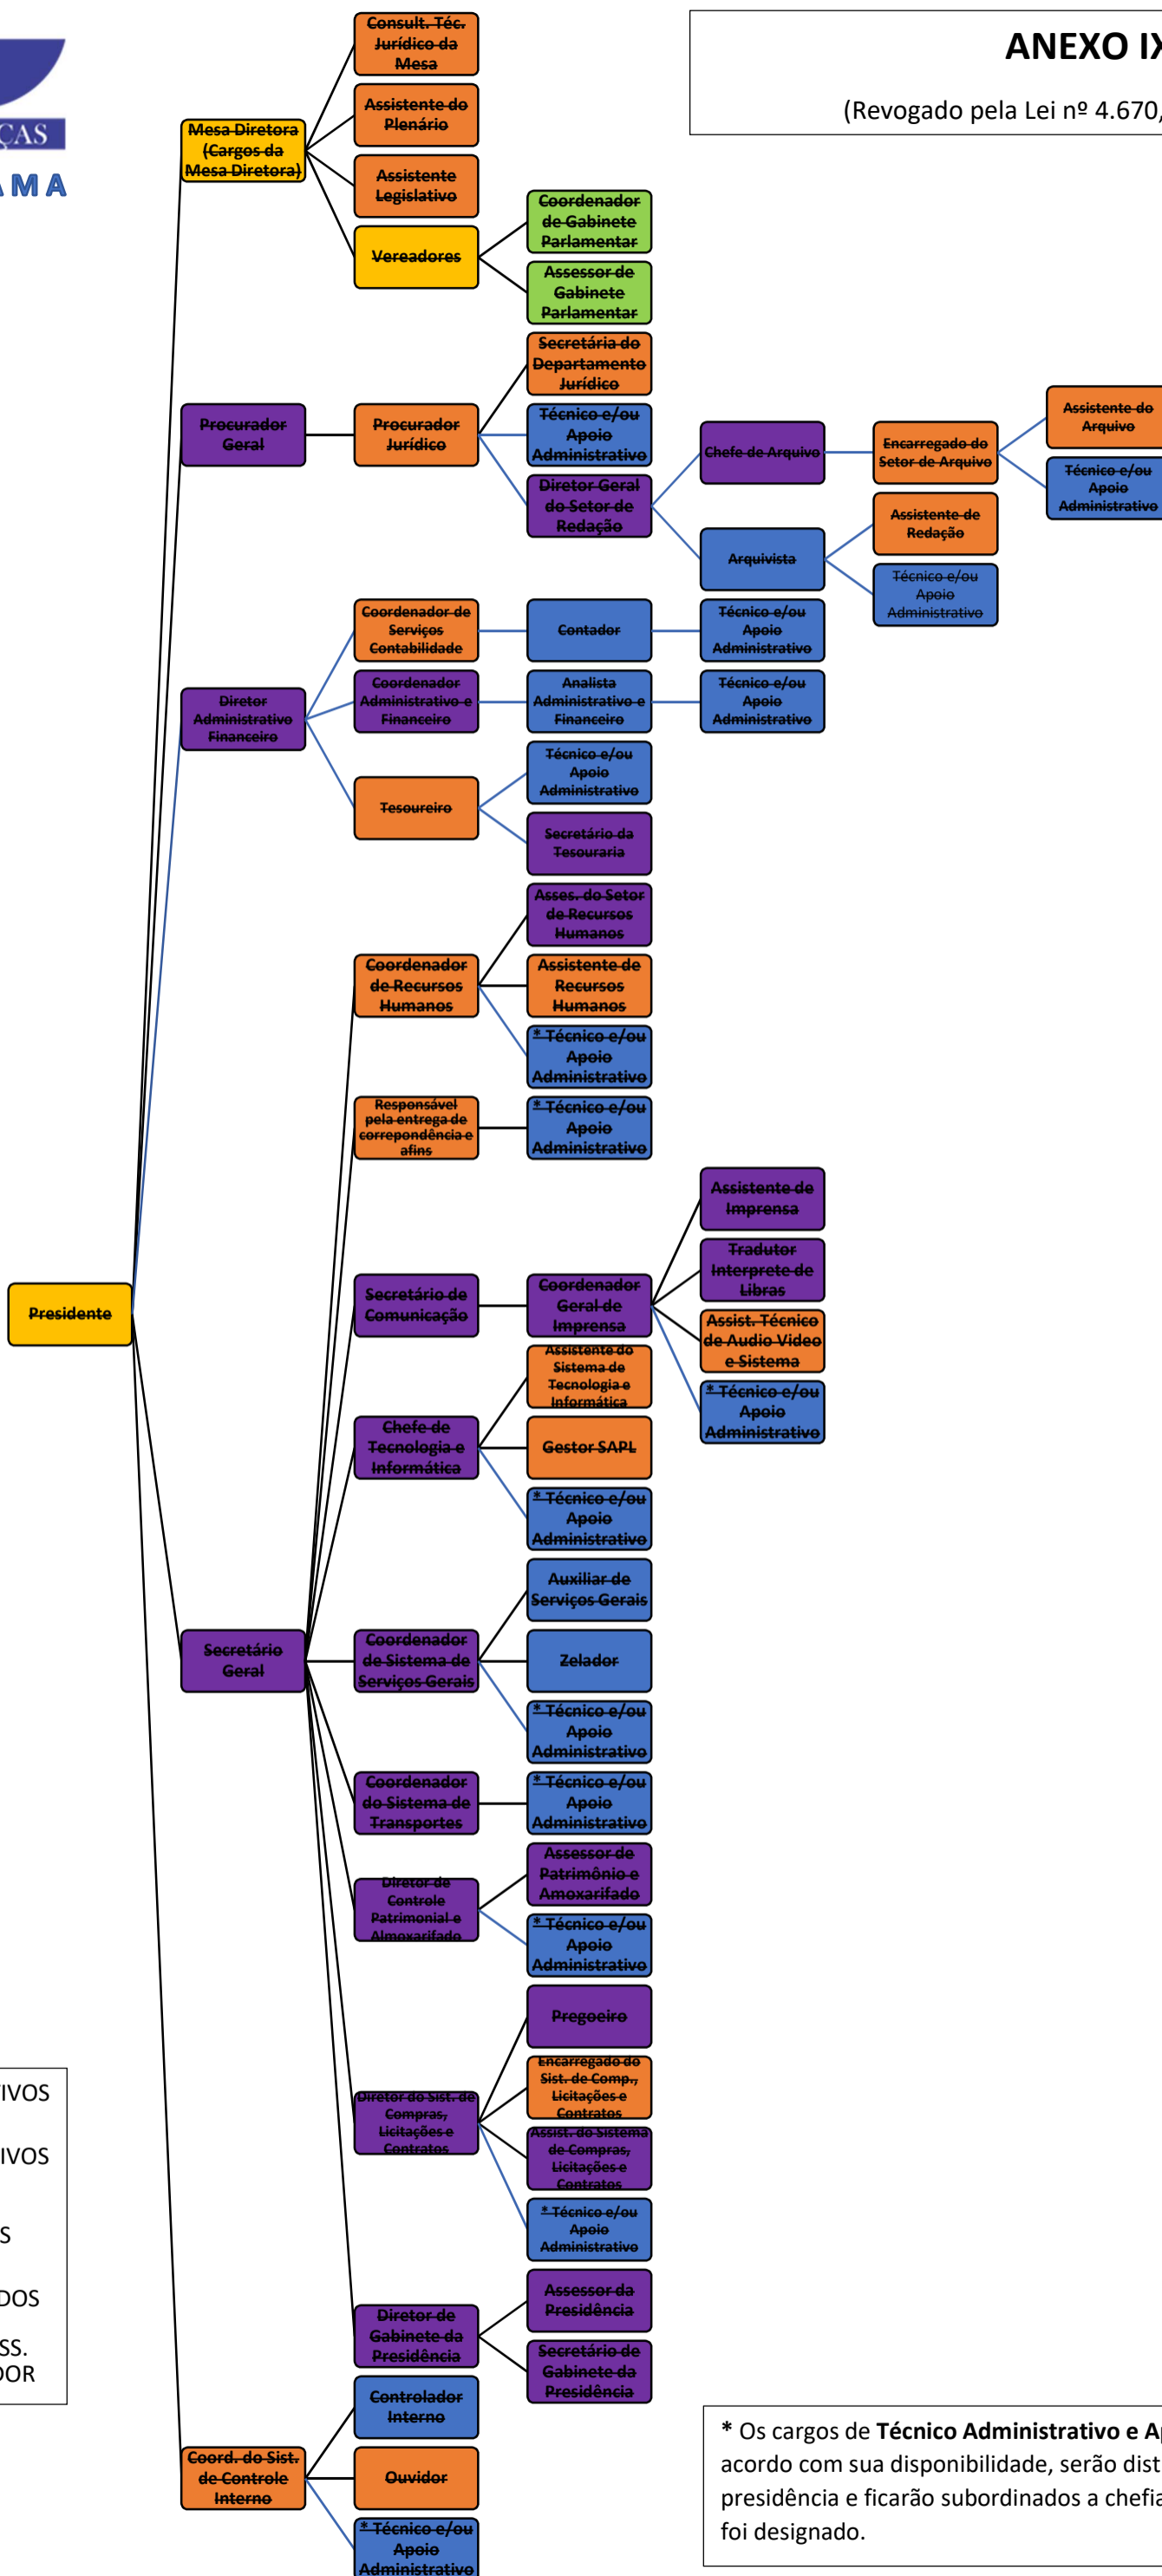 ANEXO IX
(Revogado pela Lei nº 4.670,
Consult. Téc.
Jurídico da
Mesa
Assistente do
Plenário
Mesa Diretora
(Cargos da
Mesa Diretora)
Assistente
Legislativo
Vereadores
Coordenador
de Gabinete
Parlamentar
Assessor de
Gabinete
Parlamentar
Secretária do
Departamento
Jurídico
Procurador
Geral
Procurador
Jurídico
Técnico e/ou
Apoio
Administrativo
Diretor Geral
do Setor de
Redação
Chefe de Arquivo
Encarregado do
Setor de Arquivo
Assistente do
Arquivo
Técnico e/ou
Apoio
Administrativo
Arquivista
Assistente de
Redação
Técnico e/ou
Apoio
Administrativo
Diretor
Administrativo
Financeiro
Coordenador de
Serviços
Contabilidade
Contador
Técnico e/ou
Apoio
Administrativo
Coordenador
Administrativo e
Financeiro
Analista
Administrativo e
Financeiro
Técnico e/ou
Apoio
Administrativo
Tesoureiro
Técnico e/ou
Apoio
Administrativo
Secretário da
Tesouraria
Coordenador
de Recursos
Humanos
Asses. do Setor
de Recursos
Humanos
Assistente de
Recursos
Humanos
* Técnico e/ou
Apoio
Administrativo
Responsável
pela entrega de
correpondência e
afins
* Técnico e/ou
Apoio
Administrativo
Presidente
Secretário de
Comunicação
Coordenador
Geral de
Imprensa
Assistente de
Imprensa
Tradutor
Interprete de
Libras
Assist. Técnico
de Audio Video
e Sistema
* Técnico e/ou
Apoio
Administrativo
Chefe de
Tecnologia e
Informática
Assistente do
Sistema de
Tecnologia e
Informática
Gestor SAPL
* Técnico e/ou
Apoio
Administrativo
Secretário
Geral
Coordenador
de Sistema de
Serviços Gerais
Auxiliar de
Serviços Gerais
Zelador
* Técnico e/ou
Apoio
Administrativo
Coordenador
do Sistema de
Transportes
* Técnico e/ou
Apoio
Administrativo
Diretor de
Controle
Patrimonial e
Almoxarifado
Assessor de
Patrimônio e
Amoxarifado
* Técnico e/ou
Apoio
Administrativo
Diretor do Sist. de
Compras,
Licitações e
Contratos
Pregoeiro
Encarregado do
Sist. de Comp.,
Licitações e
Contratos
Assist. do Sistema
de Compras,
Licitações e
Contratos
* Técnico e/ou
Apoio
Administrativo
Diretor de
Gabinete da
Presidência
Assessor da
Presidência
Secretário de
Gabinete da
Presidência
Coord. do Sist.
de Controle
Interno
Controlador
Interno
Ouvidor
* Técnico e/ou
Apoio
Administrativo
ÇAS
AMA
IVOS
IVOS
S
DOS
SS.
DOR
* Os cargos de Técnico Administrativo e Ap
acordo com sua disponibilidade, serão dist
presidência e ficarão subordinados a chefia
foi designado.